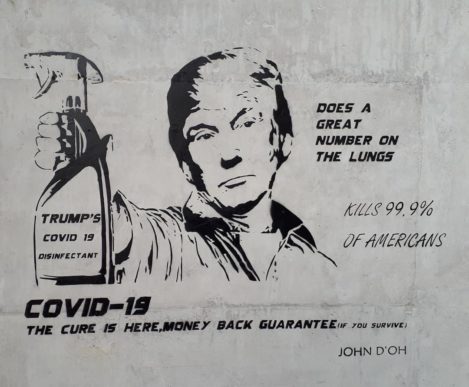 DOES A
GREAT
NUMBER ON
THE LUNGS
KILLS 99.9%
OF AMERICANS
TRUMP'S
COVID 19
DISINFECTANT
COVID-19
THE CURE IS HERE,MONEY BACK GUARANTEE(IF YOU SURVIVE)
JOHN D'OH